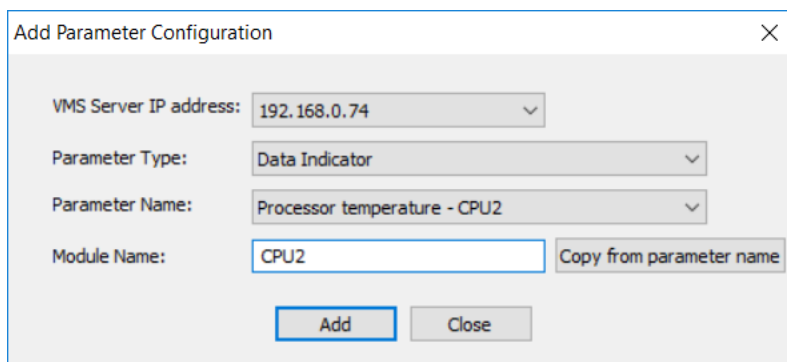 Add Parameter Configuration
VMS Server IP address: 192.168.0.74
Parameter Type: Data Indicator
Parameter Name: Processor temperature - CPU2
Module Name: CPU2 Copy from parameter name
Add Close